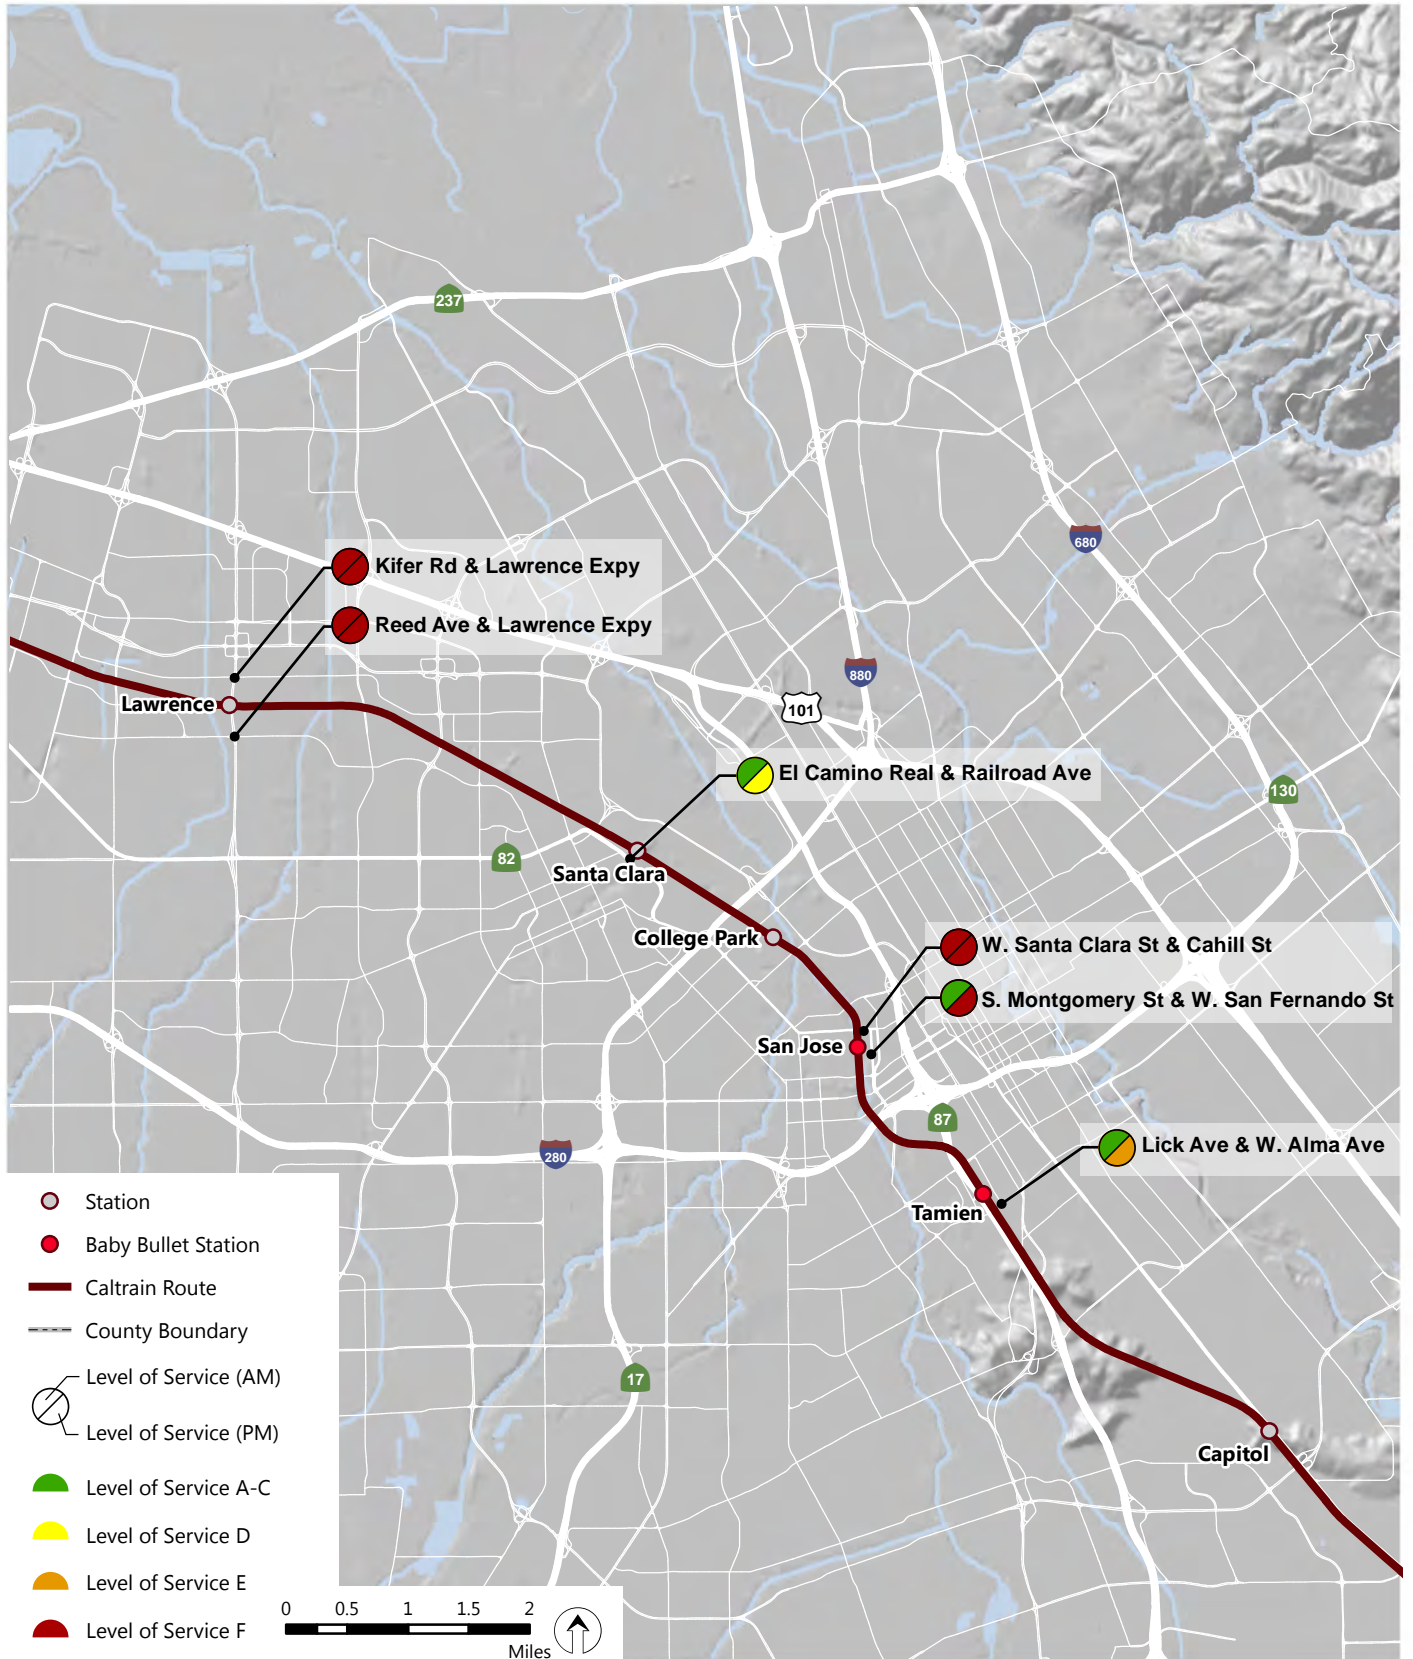 237
680
Kifer Rd & Lawrence Expy
Reed Ave & Lawrence Expy
880
101
Lawrence
El Camino Real & Railroad Ave
130
82
Santa Clara
College Park
W. Santa Clara St & Cahill St
S. Montgomery St & W. San Fernando St
San Jose
87
Lick Ave & W. Alma Ave
280
Tamien
17
Capitol
Station
Baby Bullet Station
Caltrain Route
County Boundary
Level of Service (AM)
Level of Service (PM)
Level of Service A-C
Level of Service D
Level of Service E
Level of Service F
0 0.5 1 1.5 2
Miles